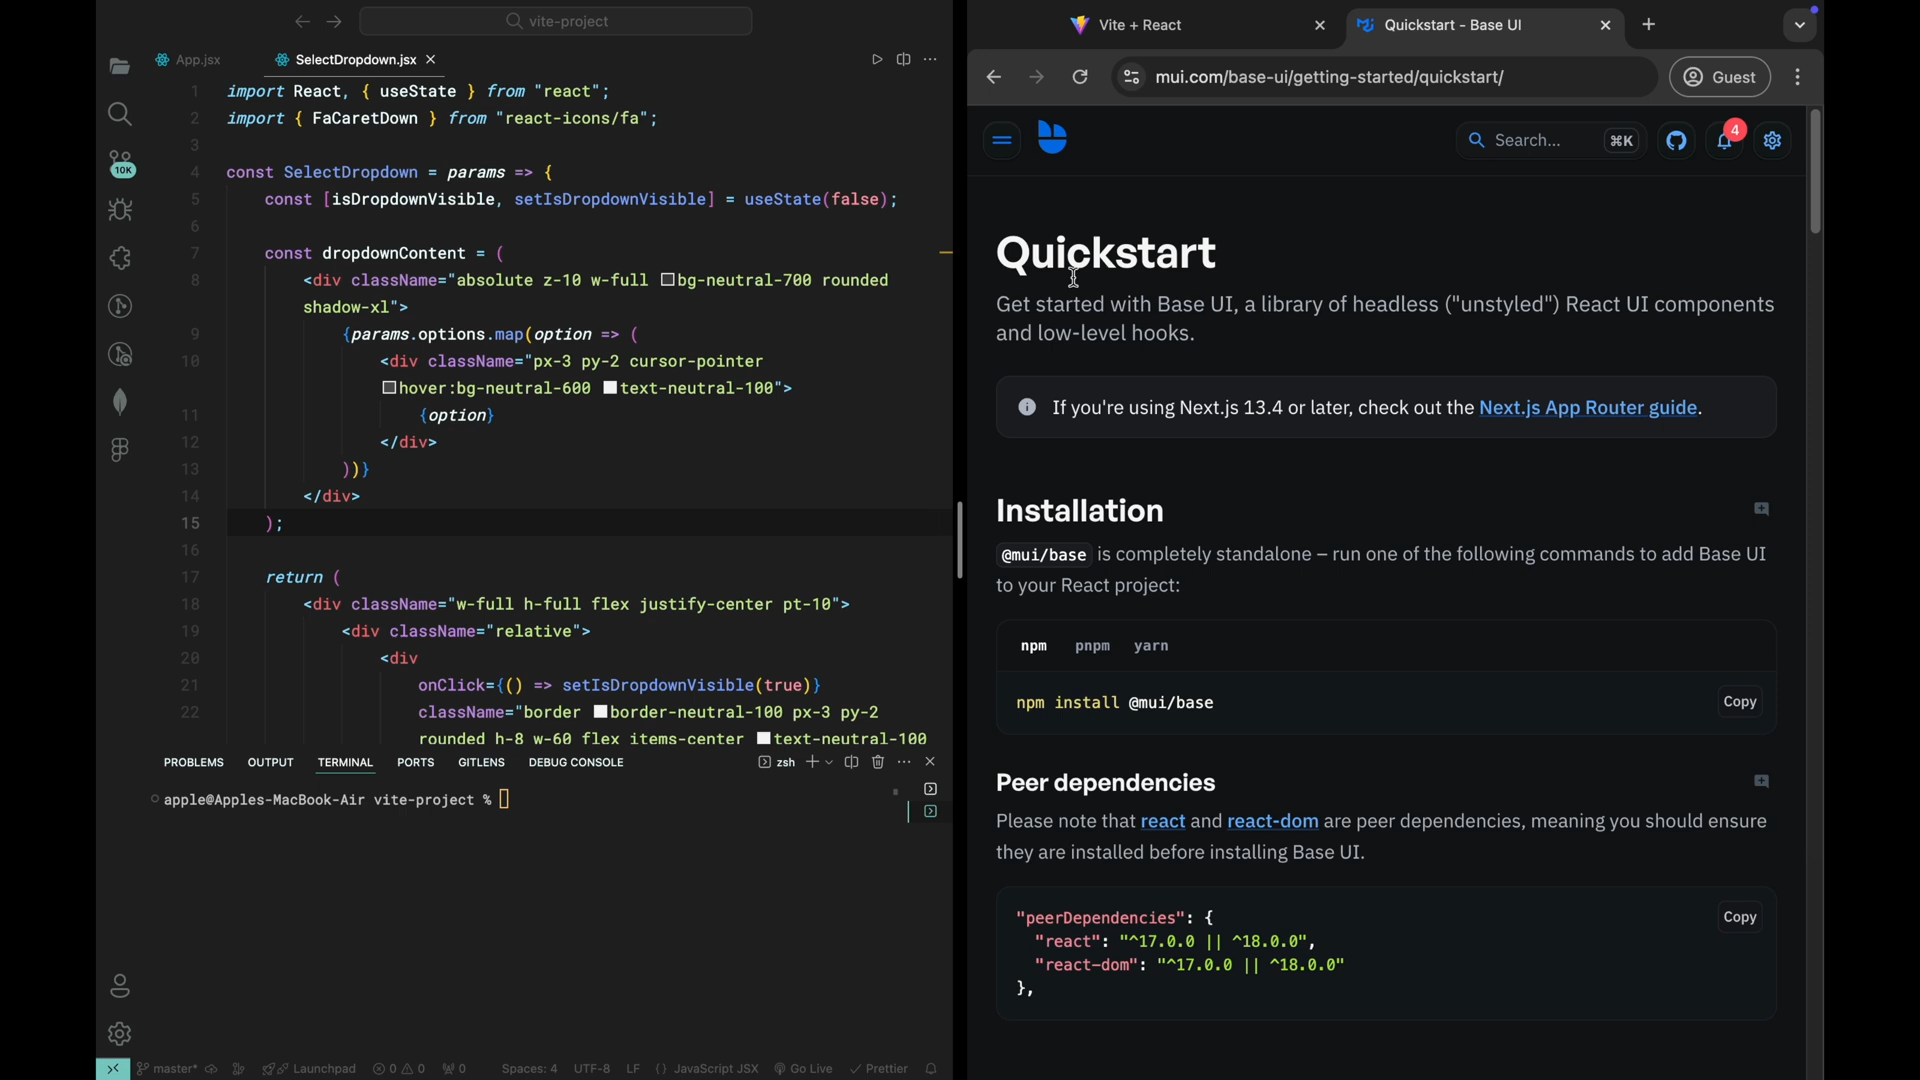 vite-project
App.jsx
SelectDropdown.jsx
10K
1 import React, { useState } from "react";
2 import { FaCaretDown } from "react-icons/fa";
3
4 const SelectDropdown = params => {
5 const [isDropdownVisible, setIsDropdownVisible] = useState(false);
6
7 const dropdownContent = (
8 <div className="absolute z-10 w-full bg-neutral-700 rounded
shadow-xl">
9 {params.options.map(option => (
10 <div className="px-3 py-2 cursor-pointer
hover:bg-neutral-600 text-neutral-100">
11 {option}
12 </div>
13 ))}
14 </div>
15 );
16
17 return (
18 <div className="w-full h-full flex justify-center pt-10">
19 <div className="relative">
20 <div
21 onClick={() => setIsDropdownVisible(true)}
22 className="border border-neutral-100 px-3 py-2
rounded h-8 w-60 flex items-center text-neutral-100
PROBLEMS OUTPUT TERMINAL PORTS GITLENS DEBUG CONSOLE zsh
apple@Apples-MacBook-Air vite-project %
master* Launchpad 0 0 0 Spaces: 4 UTF-8 LF {} JavaScript JSX Go Live Prettier
Vite + React
Quickstart - Base UI
mui.com/base-ui/getting-started/quickstart/
Guest
Search... ⌘K
4
Quickstart
Get started with Base UI, a library of headless ("unstyled") React UI components
and low-level hooks.
If you're using Next.js 13.4 or later, check out the Next.js App Router guide.
Installation
@mui/base is completely standalone – run one of the following commands to add Base UI
to your React project:
npm pnpm yarn
npm install @mui/base
Copy
Peer dependencies
Please note that react and react-dom are peer dependencies, meaning you should ensure
they are installed before installing Base UI.
"peerDependencies": {
Copy
"react": "^17.0.0 || ^18.0.0",
"react-dom": "^17.0.0 || ^18.0.0"
},